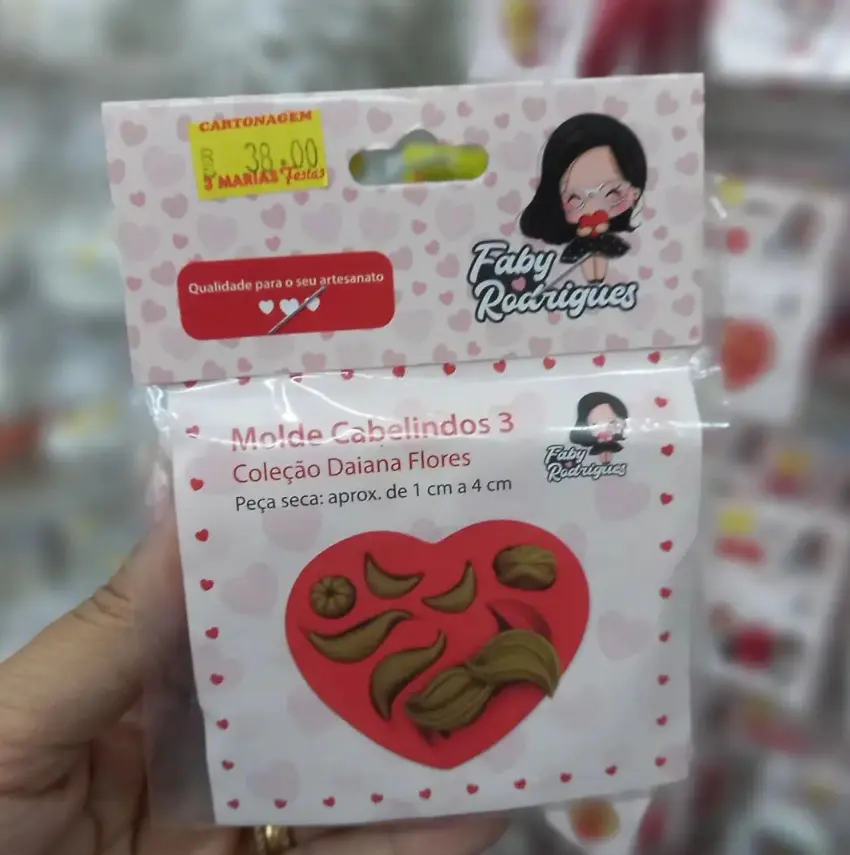 CARTONAGEM
38.00
3 MARIAS Festas
Qualidade para o seu artesanato
Faby
Rodrigues
Molde Cabelindos 3
Coleção Daiana Flores
Peça seca: aprox. de 1 cm a 4 cm
Faby
Rodrigues